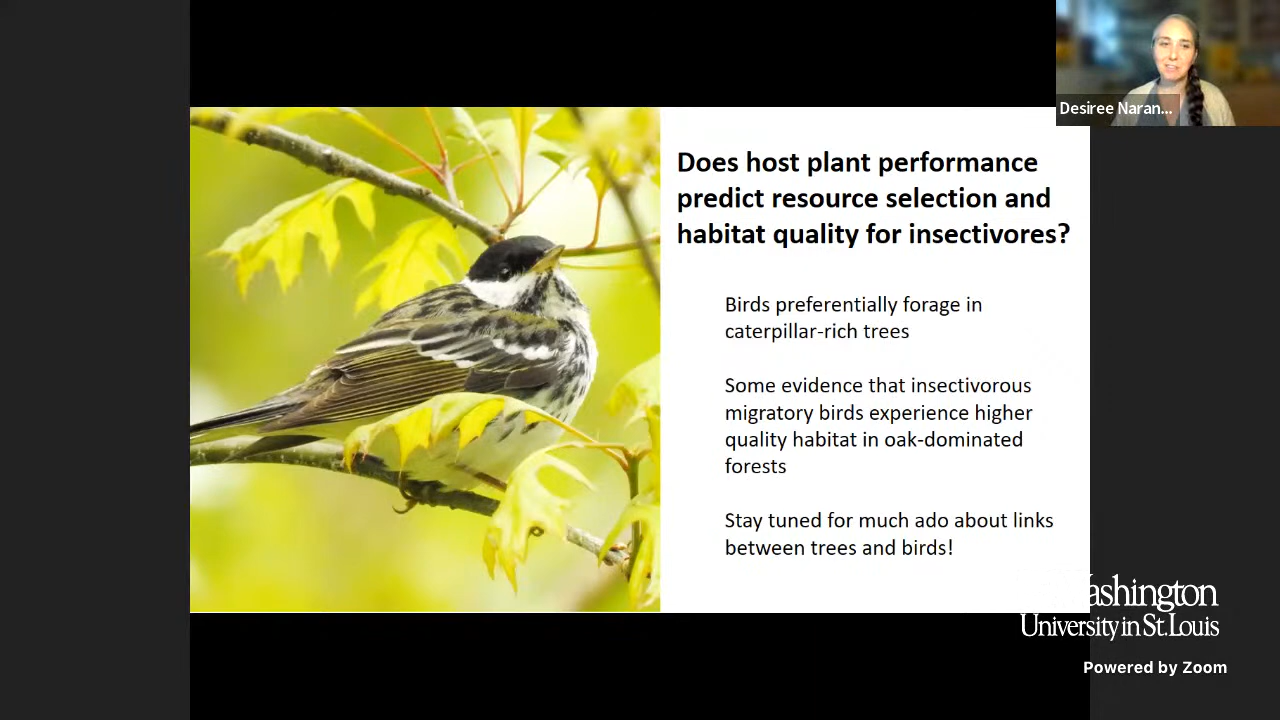 Desiree Naran...
Does host plant performance
predict resource selection and
habitat quality for insectivores?
Birds preferentially forage in
caterpillar-rich trees
Some evidence that insectivorous
migratory birds experience higher
quality habitat in oak-dominated
forests
Stay tuned for much ado about links
between trees and birds!
Washington
University in St. Louis
Powered by Zoom